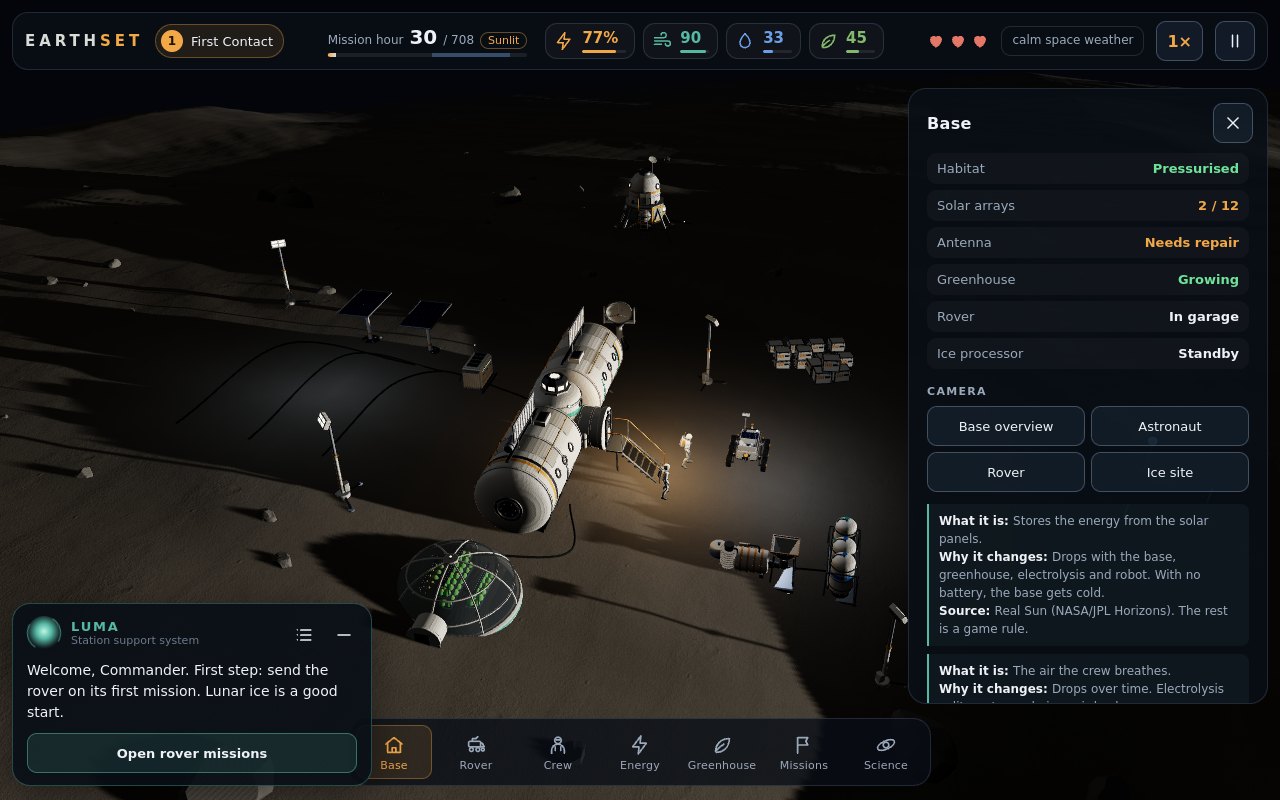 EARTHSET
1 First Contact
Mission hour 30 / 708 Sunlit
77%
90
33
45
calm space weather
1×
Base
Habitat Pressurised
Solar arrays 2 / 12
Antenna Needs repair
Greenhouse Growing
Rover In garage
Ice processor Standby
CAMERA
Base overview
Astronaut
Rover
Ice site
What it is: Stores the energy from the solar
panels.
Why it changes: Drops with the base,
greenhouse, electrolysis and robot. With no
battery, the base gets cold.
Source: Real Sun (NASA/JPL Horizons). The rest
is a game rule.
What it is: The air the crew breathes.
Why it changes: Drops over time. Electrolysis
LUMA
Station support system
Welcome, Commander. First step: send the
rover on its first mission. Lunar ice is a good
start.
Open rover missions
Base
Rover
Crew
Energy
Greenhouse
Missions
Science